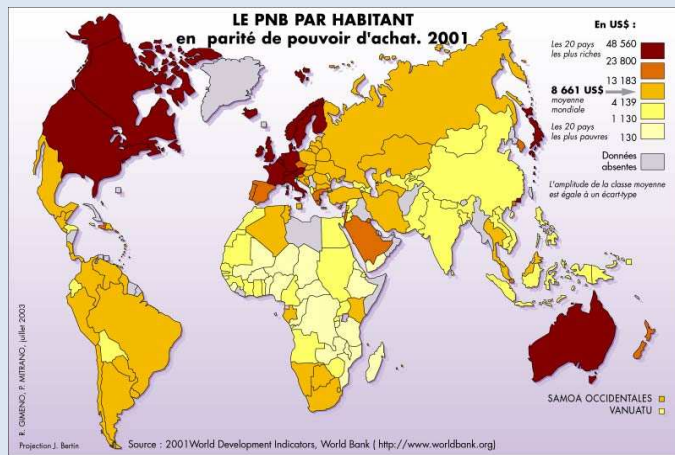 LE PNB PAR HABITANT
en parité de pouvoir d'achat. 2001
En US$ :
Les 20 pays
les plus riches
48 560
23 800
13 183
8 661 US$
moyenne
mondiale
4 139
1 130
Les 20 pays
les plus pauvres
130
Données
absentes
L'amplitude de la classe moyenne
est égale à un écart-type
SAMOA OCCIDENTALES
VANUATU
R. GIMENO, P. MITRANO, juillet 2003
Projection J. Bertin
Source : 2001World Development Indicators, World Bank ( http://www.worldbank.org)